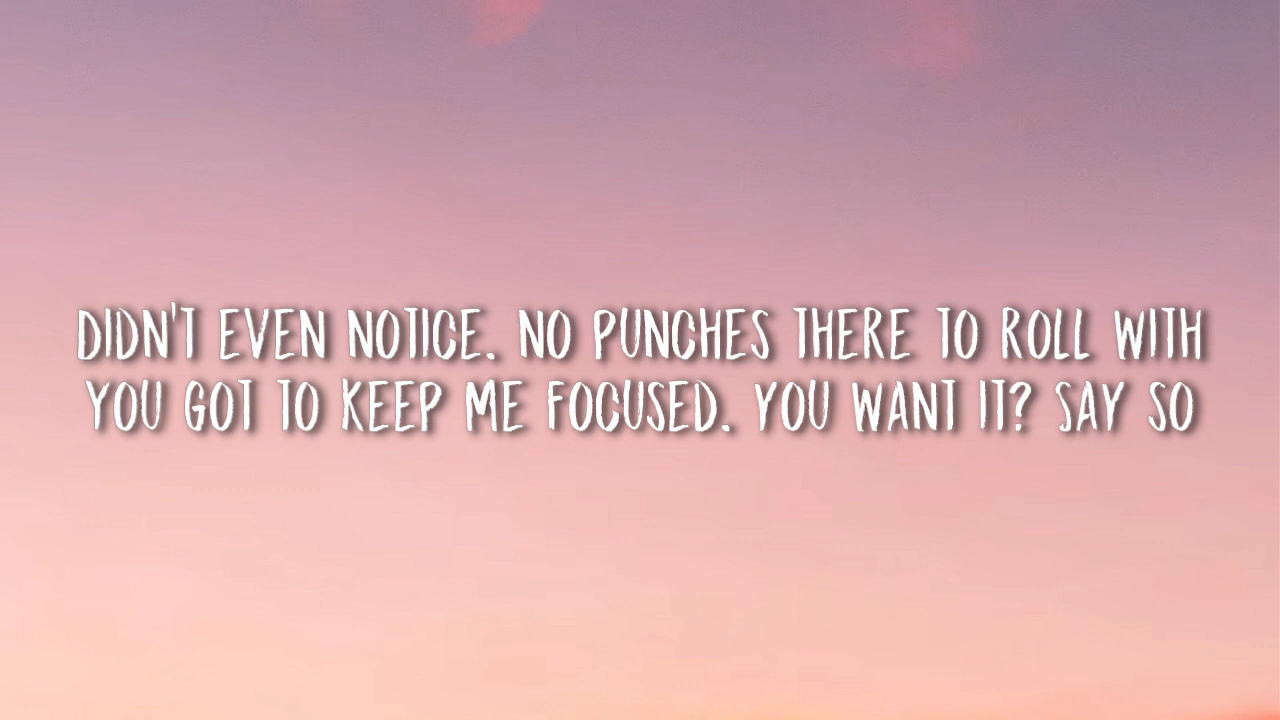 DIDN'T EVEN NOTICE. NO PUNCHES THERE TO ROLL WITH
YOU GOT TO KEEP ME FOCUSED. YOU WANT IT? SAY SO